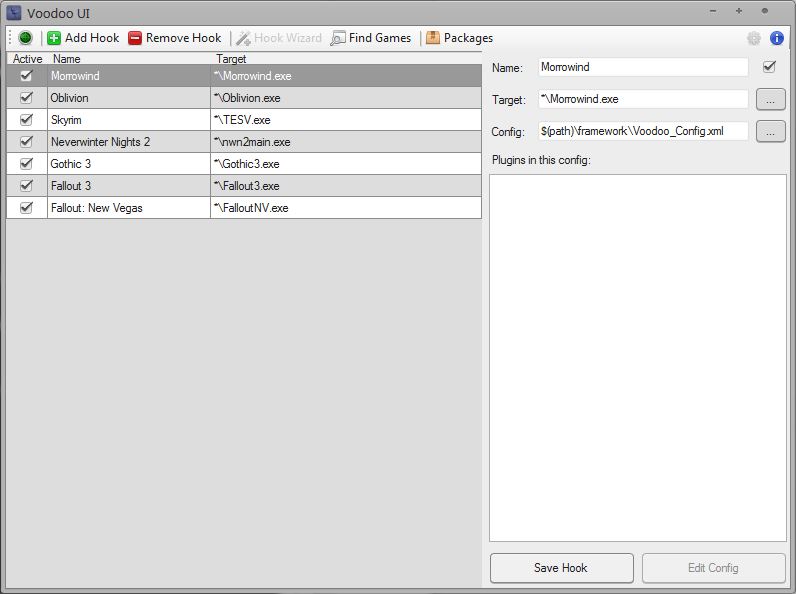 Voodoo UI
Add Hook Remove Hook Hook Wizard Find Games Packages
Active Name Target
Morrowind *\Morrowind.exe
Oblivion *\Oblivion.exe
Skyrim *\TESV.exe
Neverwinter Nights 2 *\nwn2main.exe
Gothic 3 *\Gothic3.exe
Fallout 3 *\Fallout3.exe
Fallout: New Vegas *\FalloutNV.exe
Name: Morrowind
Target: *\Morrowind.exe ...
Config: $(path)\framework\Voodoo_Config.xml ...
Plugins in this config:
Save Hook Edit Config